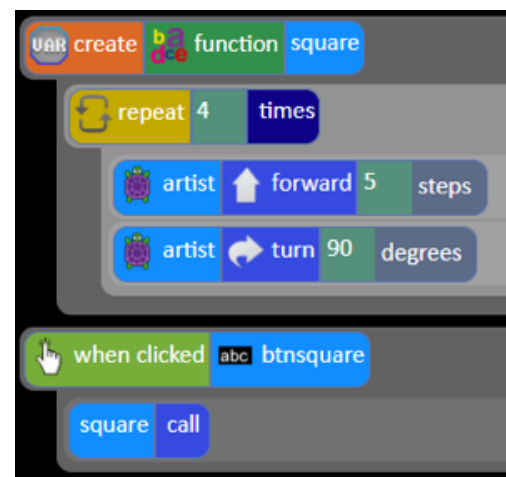 VAR create badce function square
repeat 4 times
artist forward 5 steps
artist turn 90 degrees
when clicked abc btnsquare
square call